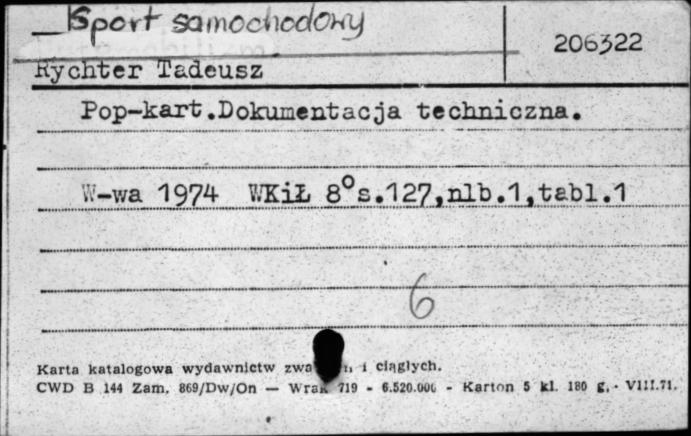 Sport samochodowy
206322
Rychter Tadeusz
Pop-kart.Dokumentacja techniczna.
W-wa 1974 WKiŁ 8°s.127,nlb.1,tabl.1
6
Karta katalogowa wydawnictw i ciągłych.
CWD B 144 Zam. 869/Dw/On — Wrak 719 - 6.520.000 - Karton 5 kl. 180 g. - VIII.71.